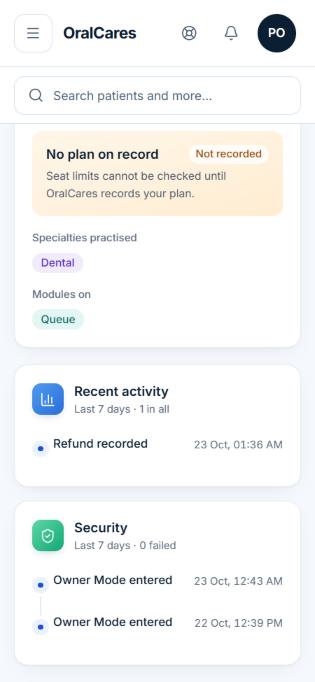 OralCares
PO
Search patients and more...
No plan on record
Not recorded
Seat limits cannot be checked until
OralCares records your plan.
Specialties practised
Dental
Modules on
Queue
Recent activity
Last 7 days · 1 in all
Refund recorded
23 Oct, 01:36 AM
Security
Last 7 days · 0 failed
Owner Mode entered
23 Oct, 12:43 AM
Owner Mode entered
22 Oct, 12:39 PM